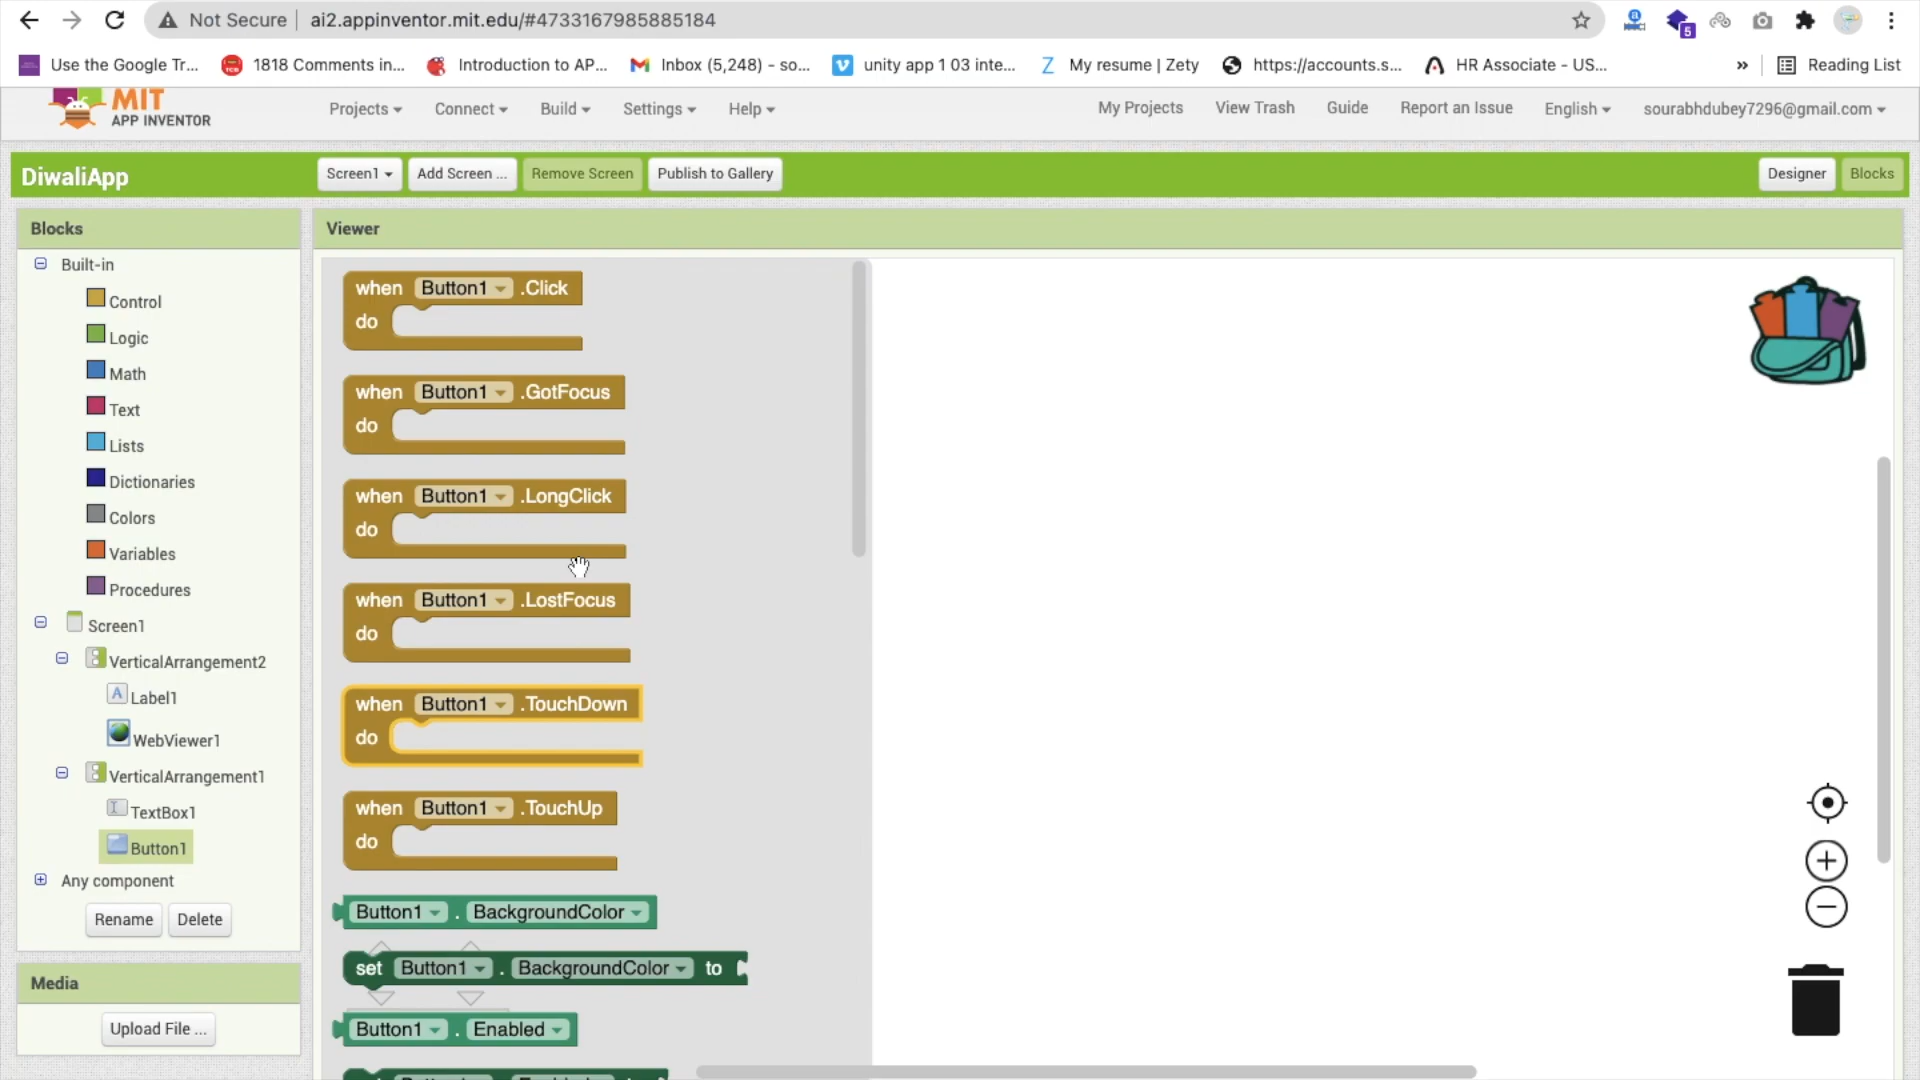 Not Secure
ai2.appinventor.mit.edu/#4733167985885184
5
Use the Google Tr...
1818 Comments in...
Introduction to AP...
Inbox (5,248) - so...
unity app 1 03 inte...
My resume | Zety
https://accounts.s...
HR Associate - US...
»
Reading List
MIT
APP INVENTOR
Projects
Connect
Build
Settings
Help
My Projects
View Trash
Guide
Report an Issue
English
sourabhdubey7296@gmail.com
DiwaliApp
Screen1
Add Screen ...
Remove Screen
Publish to Gallery
Designer
Blocks
Blocks
Built-in
Control
Logic
Math
Text
Lists
Dictionaries
Colors
Variables
Procedures
Screen1
VerticalArrangement2
Label1
WebViewer1
VerticalArrangement1
TextBox1
Button1
Any component
Rename
Delete
Media
Upload File ...
Viewer
when Button1 .Click
do
when Button1 .GotFocus
do
when Button1 .LongClick
do
when Button1 .LostFocus
do
when Button1 .TouchDown
do
when Button1 .TouchUp
do
Button1 . BackgroundColor
set Button1 . BackgroundColor to
Button1 . Enabled